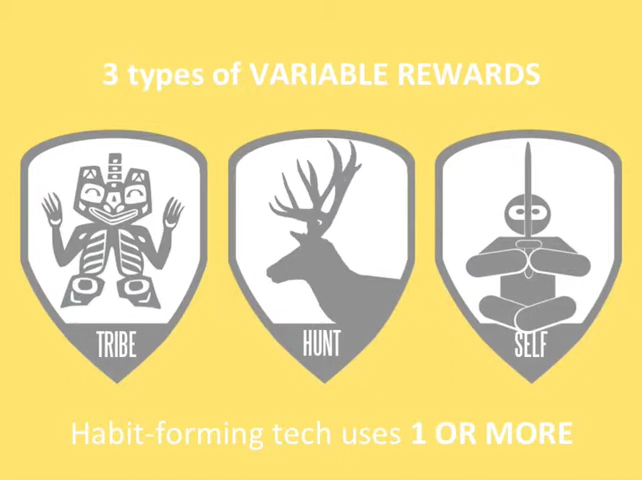 3 types of VARIABLE REWARDS
TRIBE
HUNT
SELF
Habit-forming tech uses 1 OR MORE